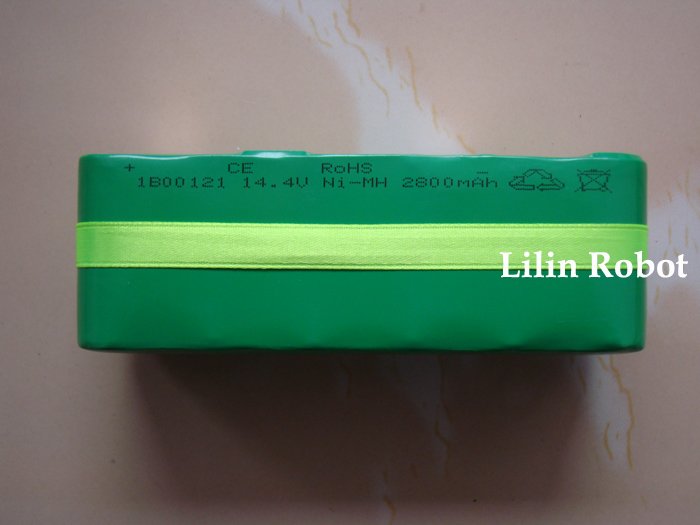 + CE RoHS -
1B00121 14.4V Ni-MH 2800mAh
Lilin Robot